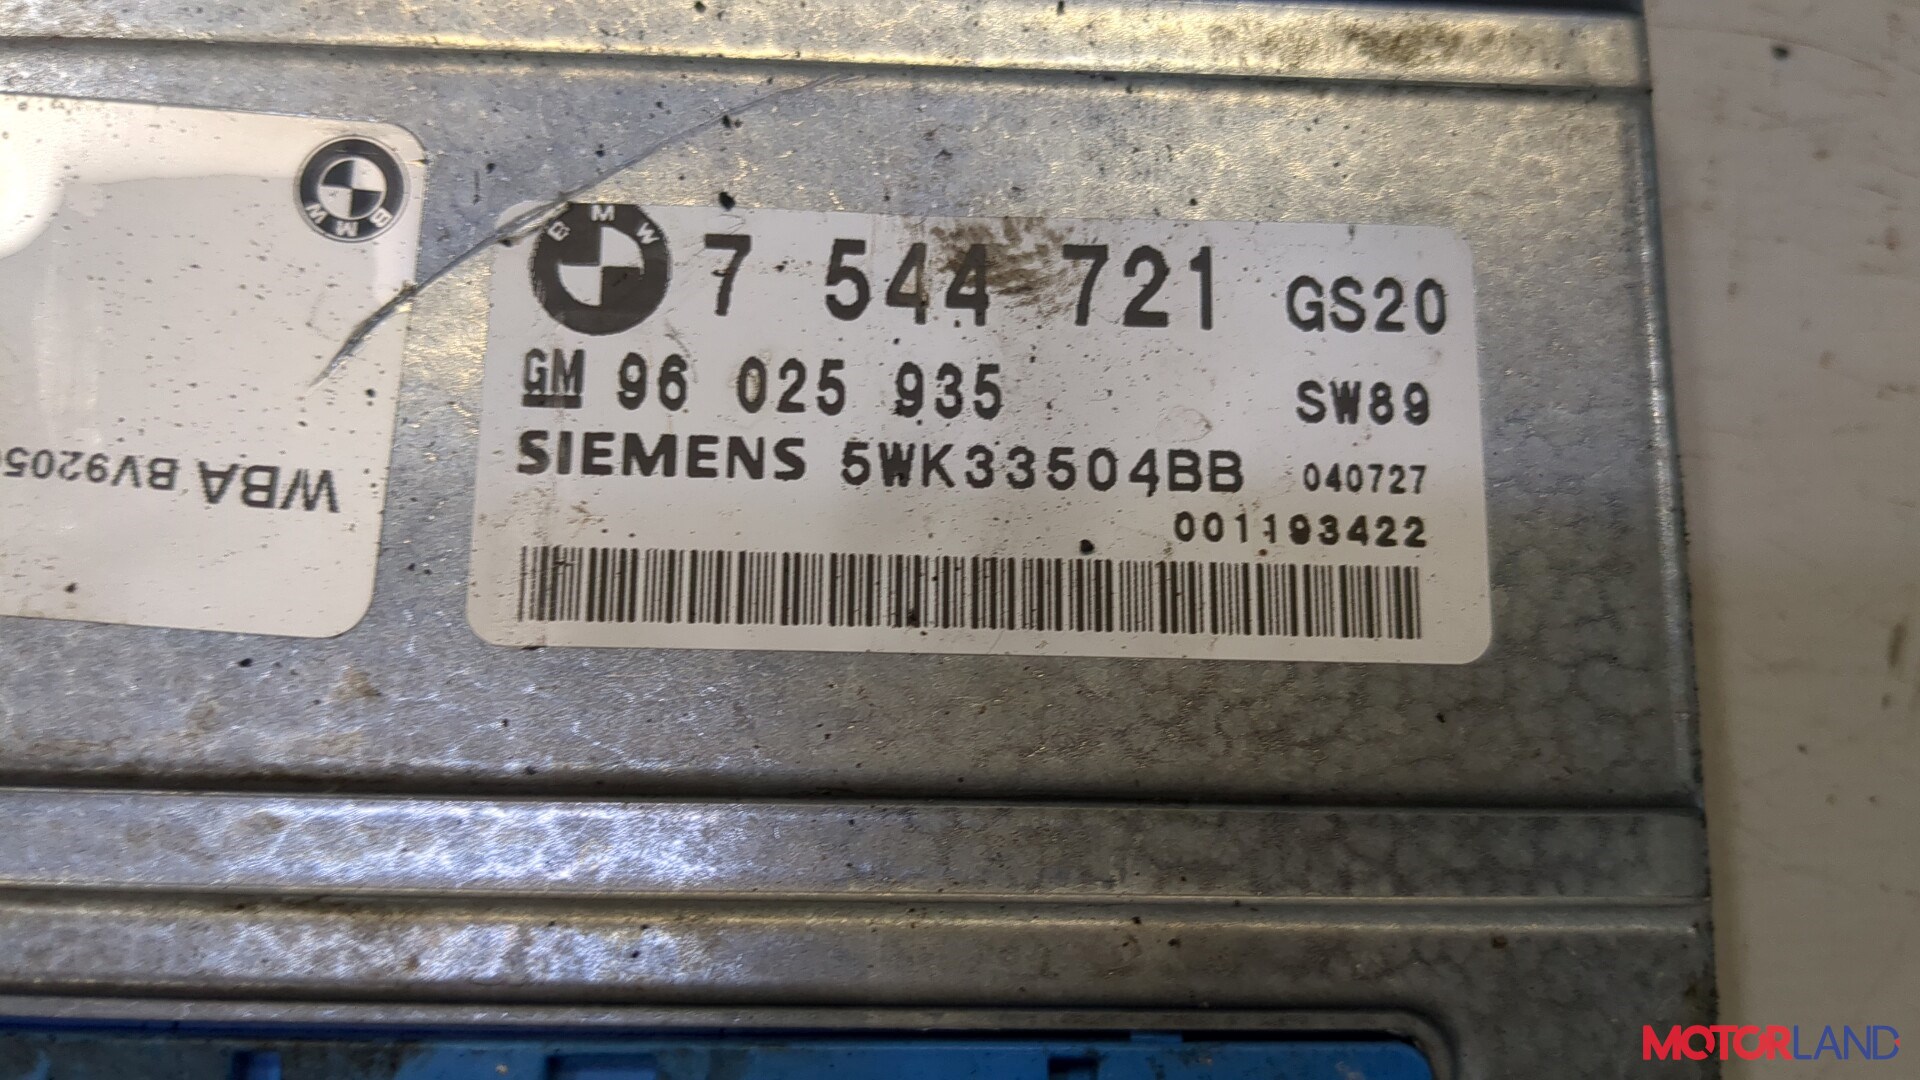 BMW
7 544 721 GS20
GM 96 025 935 SW89
SIEMENS 5WK33504BB 040727
001193422
BMW
WBA BV9205
MOTORLAND